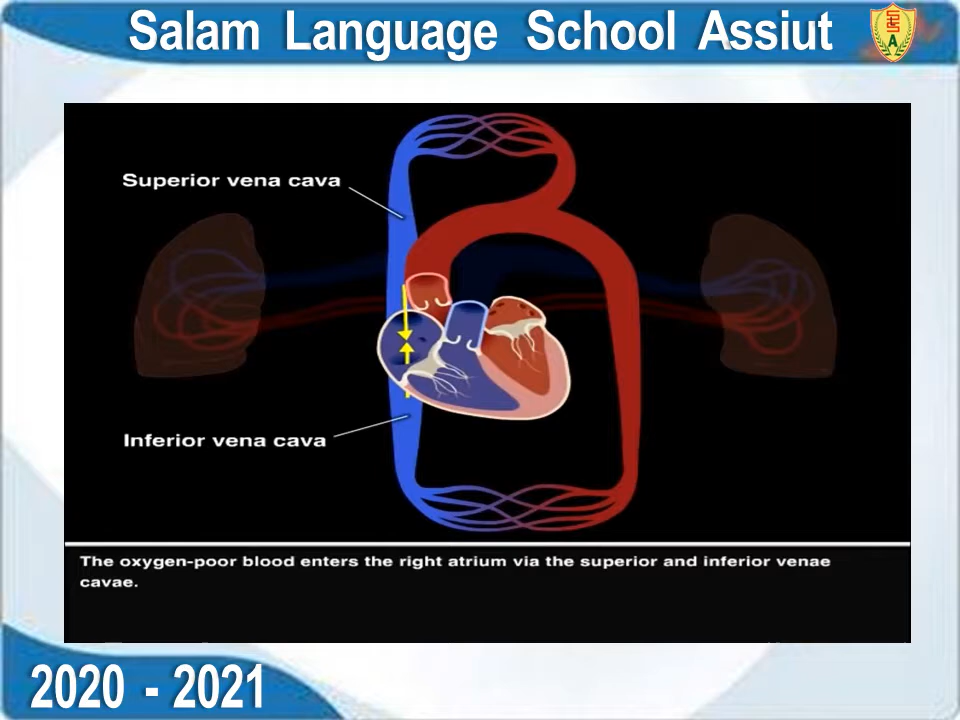 Salam Language School Assiut
A
Superior vena cava
Inferior vena cava
The oxygen-poor blood enters the right atrium via the superior and inferior venae
cavae.
2020 - 2021